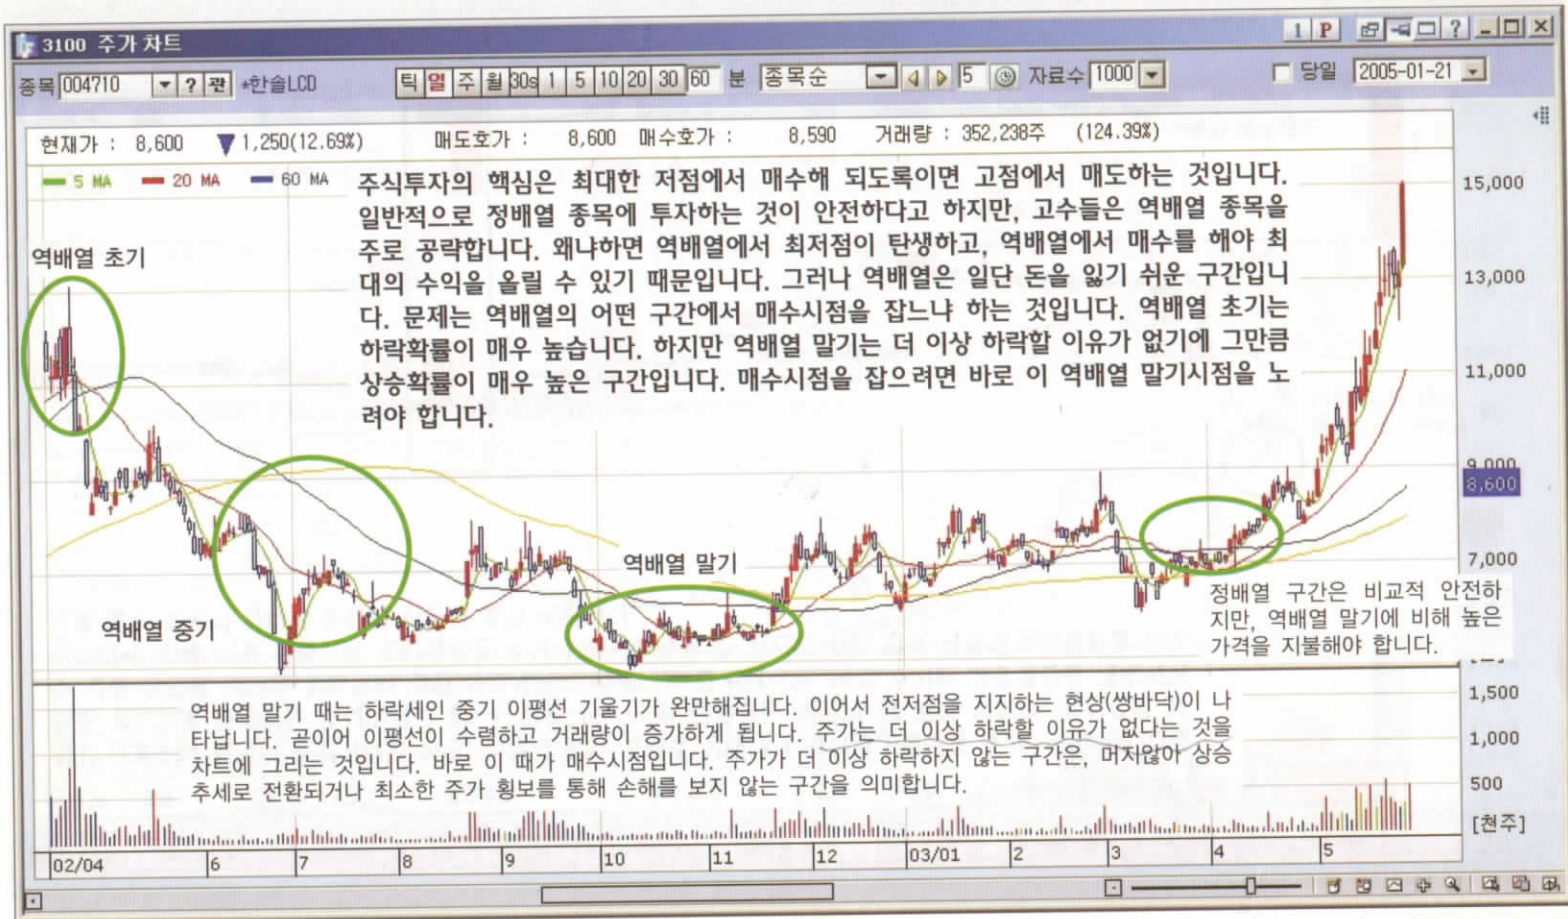 3100 주가 차트
1 P ?
종목 004710 ? 관 *한솔LCD 틱 일 주 월 30s 1 5 10 20 30 60 분 종목순 5 자료수 1000 당일 2005-01-21
현재가 : 8,600 ▼ 1,250(12.69%) 매도호가 : 8,600 매수호가 : 8,590 거래량 : 352,238주 (124.39%)
5 MA 20 MA 60 MA
주식투자의 핵심은 최대한 저점에서 매수해 되도록이면 고점에서 매도하는 것입니다.
일반적으로 정배열 종목에 투자하는 것이 안전하다고 하지만, 고수들은 역배열 종목을
주로 공략합니다. 왜냐하면 역배열에서 최저점이 탄생하고, 역배열에서 매수를 해야 최
대의 수익을 올릴 수 있기 때문입니다. 그러나 역배열은 일단 돈을 잃기 쉬운 구간입니
다. 문제는 역배열의 어떤 구간에서 매수시점을 잡느냐 하는 것입니다. 역배열 초기는
하락확률이 매우 높습니다. 하지만 역배열 말기는 더 이상 하락할 이유가 없기에 그만큼
상승확률이 매우 높은 구간입니다. 매수시점을 잡으려면 바로 이 역배열 말기시점을 노
려야 합니다.
역배열 초기
15,000
13,000
11,000
9,000
8,600
7,000
역배열 중기
역배열 말기
정배열 구간은 비교적 안전하
지만, 역배열 말기에 비해 높은
가격을 지불해야 합니다.
역배열 말기 때는 하락세인 중기 이평선 기울기가 완만해집니다. 이어서 전저점을 지지하는 현상(쌍바닥)이 나
타납니다. 곧이어 이평선이 수렴하고 거래량이 증가하게 됩니다. 주가는 더 이상 하락할 이유가 없다는 것을
차트에 그리는 것입니다. 바로 이 때가 매수시점입니다. 주가가 더 이상 하락하지 않는 구간은, 머지않아 상승
추세로 전환되거나 최소한 주가 횡보를 통해 손해를 보지 않는 구간을 의미합니다.
1,500
1,000
500
[천주]
02/04 6 7 8 9 10 11 12 03/01 2 3 4 5